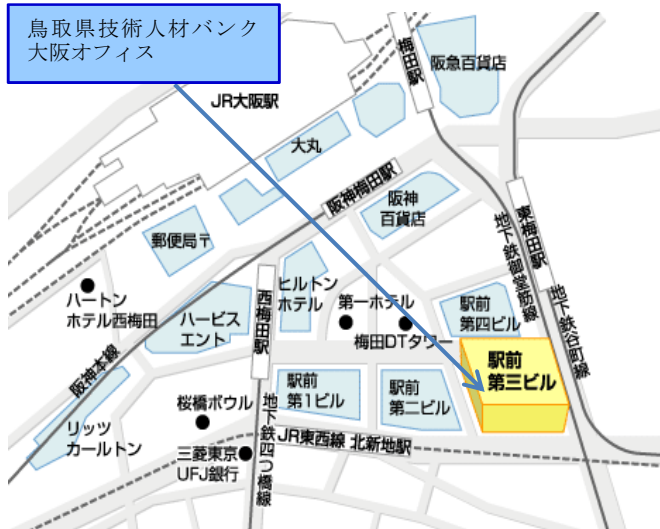 鳥取県技術人材バンク
大阪オフィス
梅田駅
阪急百貨店
JR大阪駅
大丸
阪神梅田駅
阪神
百貨店
東梅田駅
郵便局〒
地下鉄御堂筋線
ハートン
ホテル西梅田
西梅田駅
ヒルトン
ホテル
第一ホテル
駅前
第四ビル
地下鉄谷町線
ハービス
エント
梅田DTタワー
阪神本線
駅前
第三ビル
駅前
第1ビル
駅前
第二ビル
桜橋ボウル
リッツ
カールトン
地下鉄四つ橋線
JR東西線 北新地駅
三菱東京
UFJ銀行